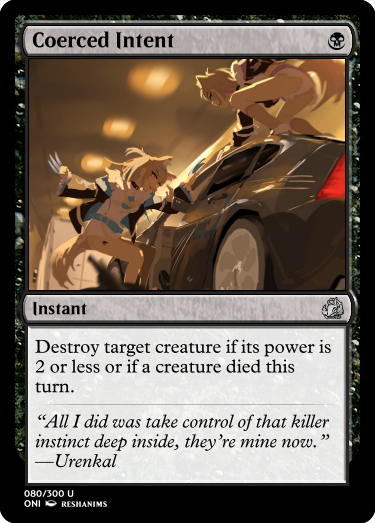 Coerced Intent
Instant
Destroy target creature if its power is
2 or less or if a creature died this
turn.
“All I did was take control of that killer
instinct deep inside, they’re mine now.”
—Urenkal
080/300 U
ONI RESHANIMS